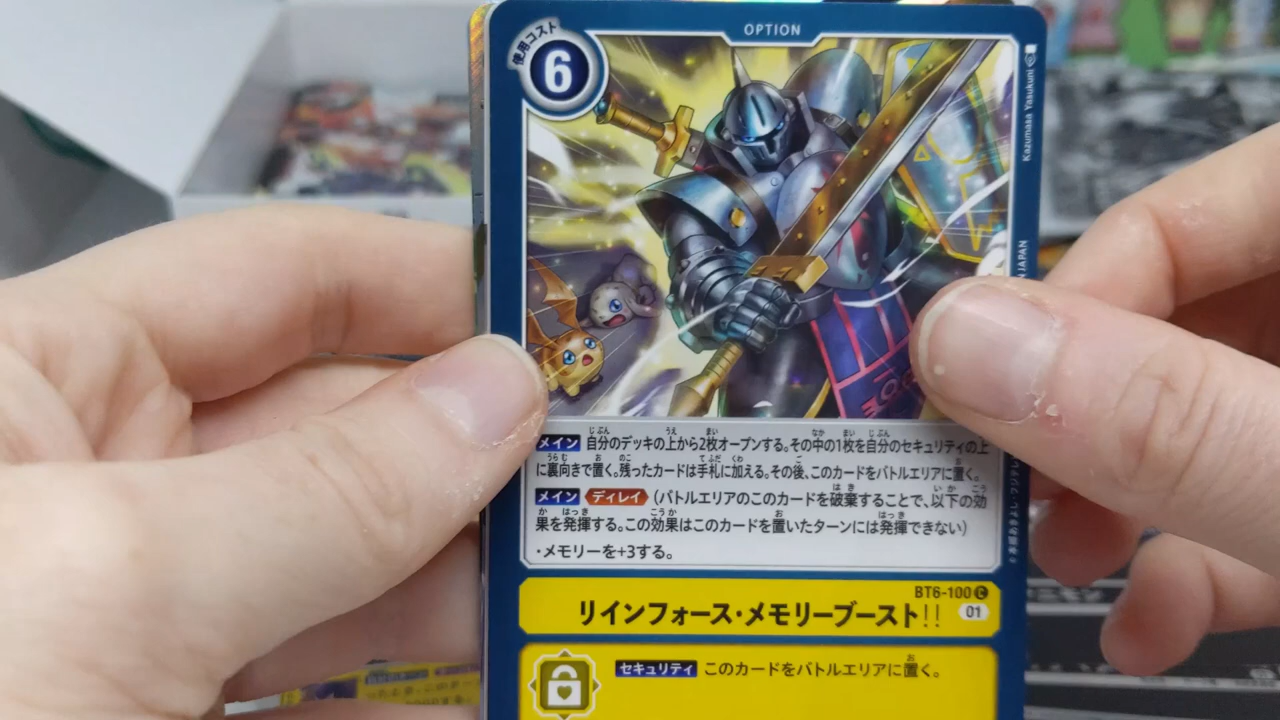 OPTION
使用コスト
6
Kazumasa Yasukuni
メイン 自分のデッキの上から2枚オープンする。その中の1枚を自分のセキュリティの上
に裏向きで置く。残ったカードは手札に加える。その後、このカードをバトルエリアに置く。
メイン ディレイ (バトルエリアのこのカードを破棄することで、以下の効
果を発揮する。この効果はこのカードを置いたターンには発揮できない)
・メモリーを+3する。
BT6-100 C
リインフォース・メモリーブースト!!
01
セキュリティ このカードをバトルエリアに置く。
JAPAN
©本郷あきよし・フジテレ